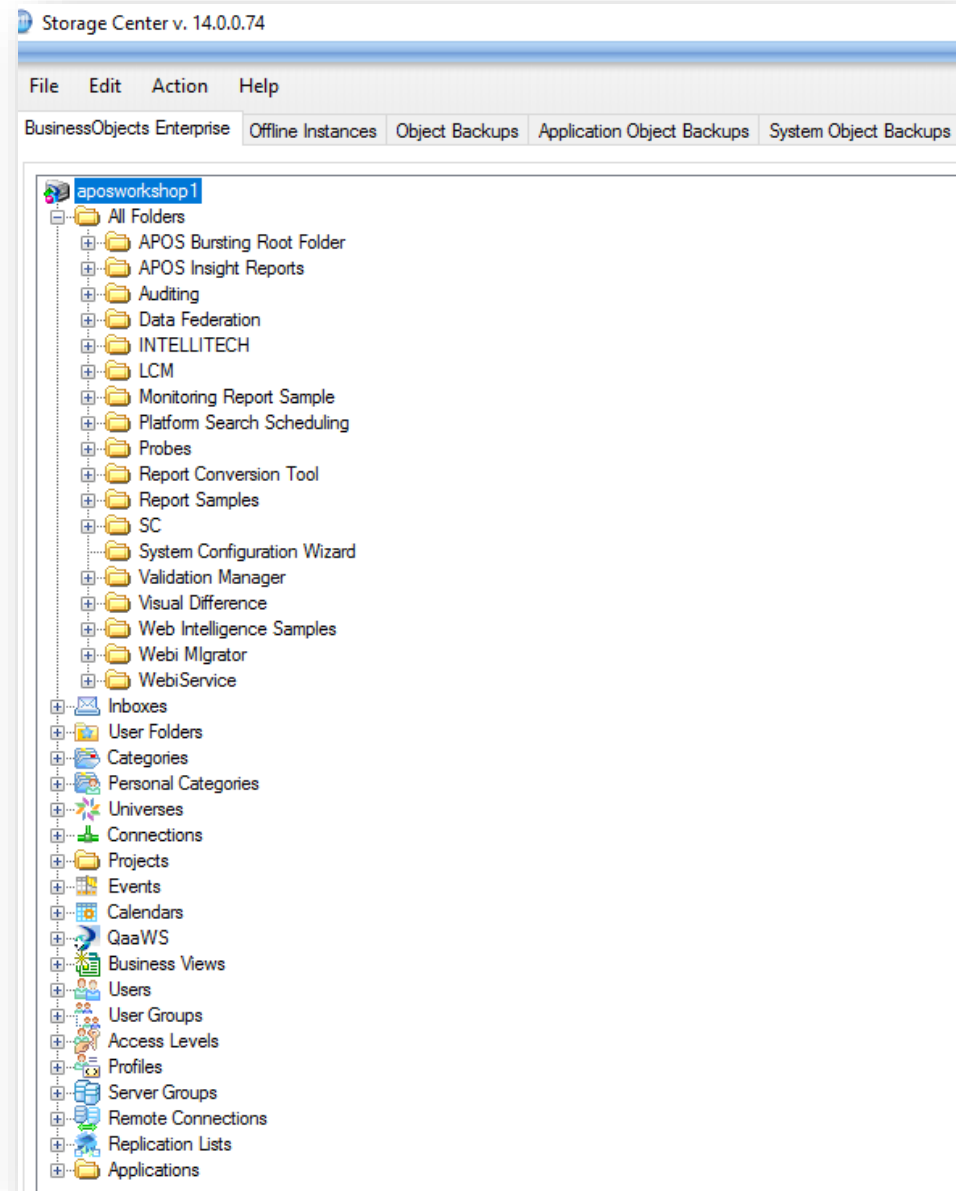 Storage Center v. 14.0.0.74
File Edit Action Help
BusinessObjects Enterprise Offline Instances Object Backups Application Object Backups System Object Backups
aposworkshop1
All Folders
APOS Bursting Root Folder
APOS Insight Reports
Auditing
Data Federation
INTELLITECH
LCM
Monitoring Report Sample
Platform Search Scheduling
Probes
Report Conversion Tool
Report Samples
SC
System Configuration Wizard
Validation Manager
Visual Difference
Web Intelligence Samples
Webi MIgrator
WebiService
Inboxes
User Folders
Categories
Personal Categories
Universes
Connections
Projects
Events
Calendars
QaaWS
Business Views
Users
User Groups
Access Levels
Profiles
Server Groups
Remote Connections
Replication Lists
Applications